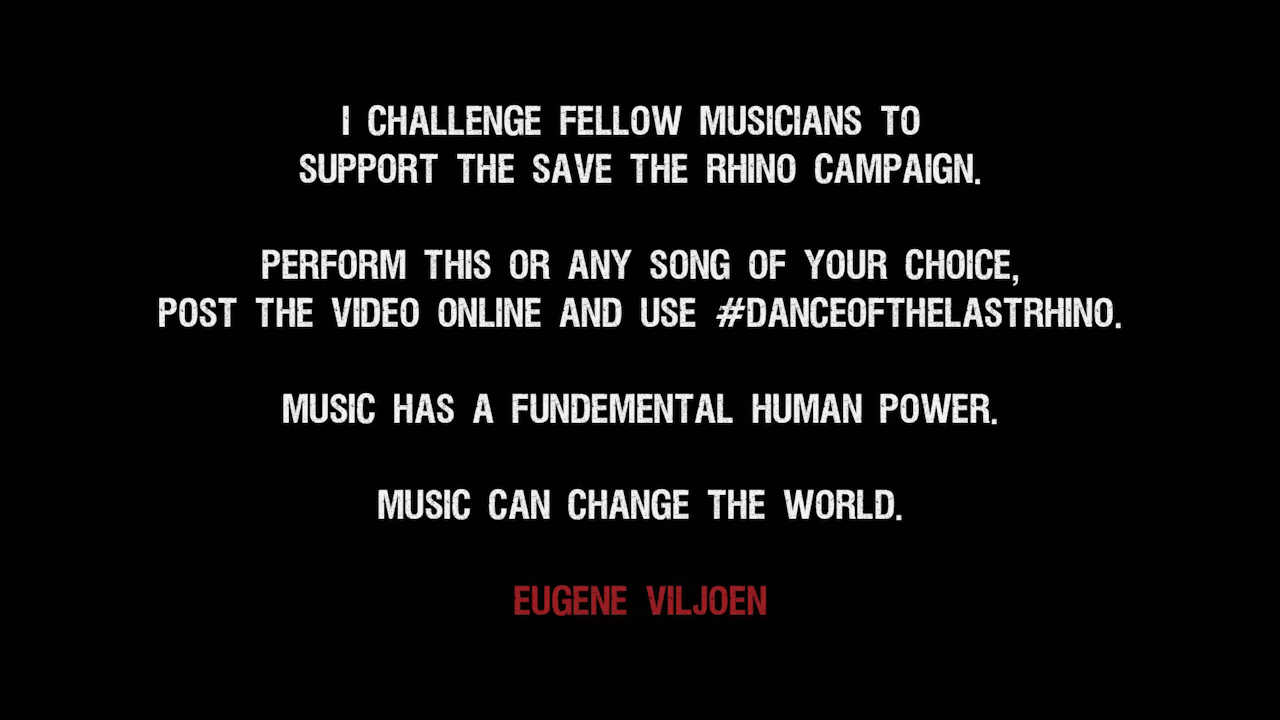 I CHALLENGE FELLOW MUSICIANS TO
SUPPORT THE SAVE THE RHINO CAMPAIGN.
PERFORM THIS OR ANY SONG OF YOUR CHOICE,
POST THE VIDEO ONLINE AND USE #DANCEOFTHELASTRHINO.
MUSIC HAS A FUNDEMENTAL HUMAN POWER.
MUSIC CAN CHANGE THE WORLD.
EUGENE VILJOEN